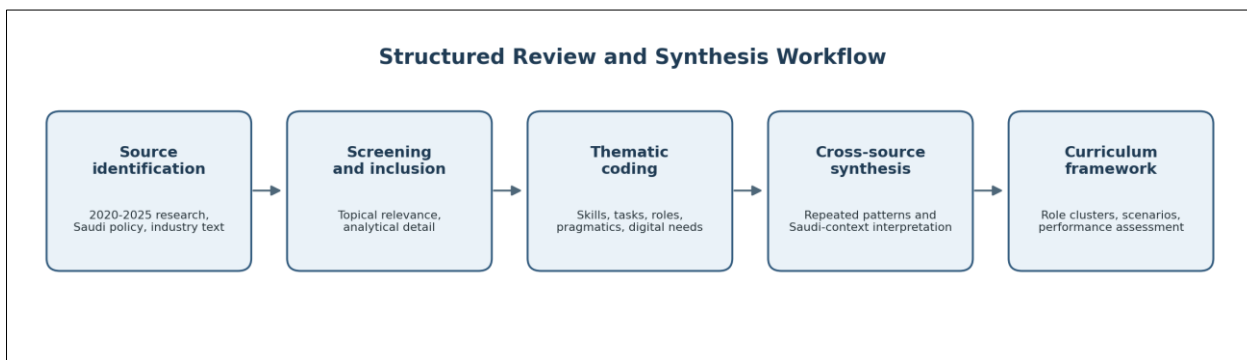 Structured Review and Synthesis Workflow
Source
identification
2020-2025 research,
Saudi policy, industry text
Screening
and inclusion
Topical relevance,
analytical detail
Thematic
coding
Skills, tasks, roles,
pragmatics, digital needs
Cross-source
synthesis
Repeated patterns and
Saudi-context interpretation
Curriculum
framework
Role clusters, scenarios,
performance assessment